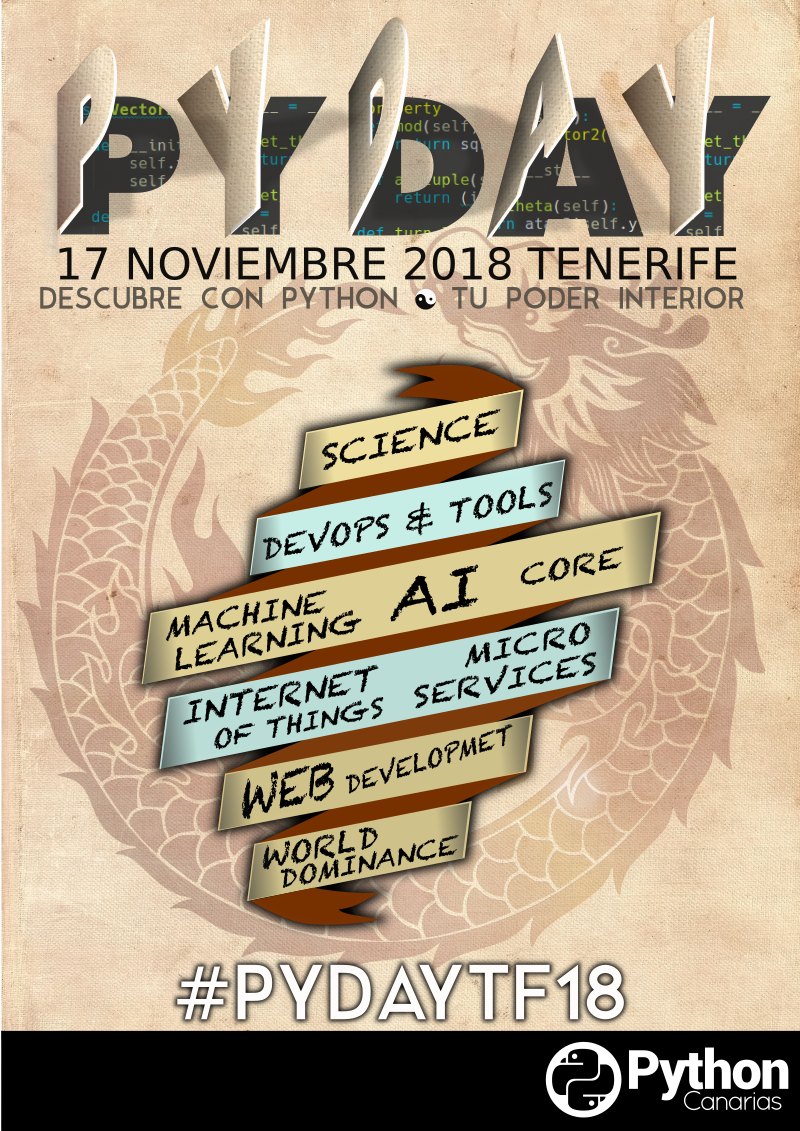 PYDAY
17 NOVIEMBRE 2018 TENERIFE
DESCUBRE CON PYTHON TU PODER INTERIOR
SCIENCE
DEVOPS & TOOLS
MACHINE LEARNING AI CORE
INTERNET OF THINGS MICRO SERVICES
WEB DEVELOPMET
WORLD DOMINANCE
#PYDAYTF18
Python
Canarias